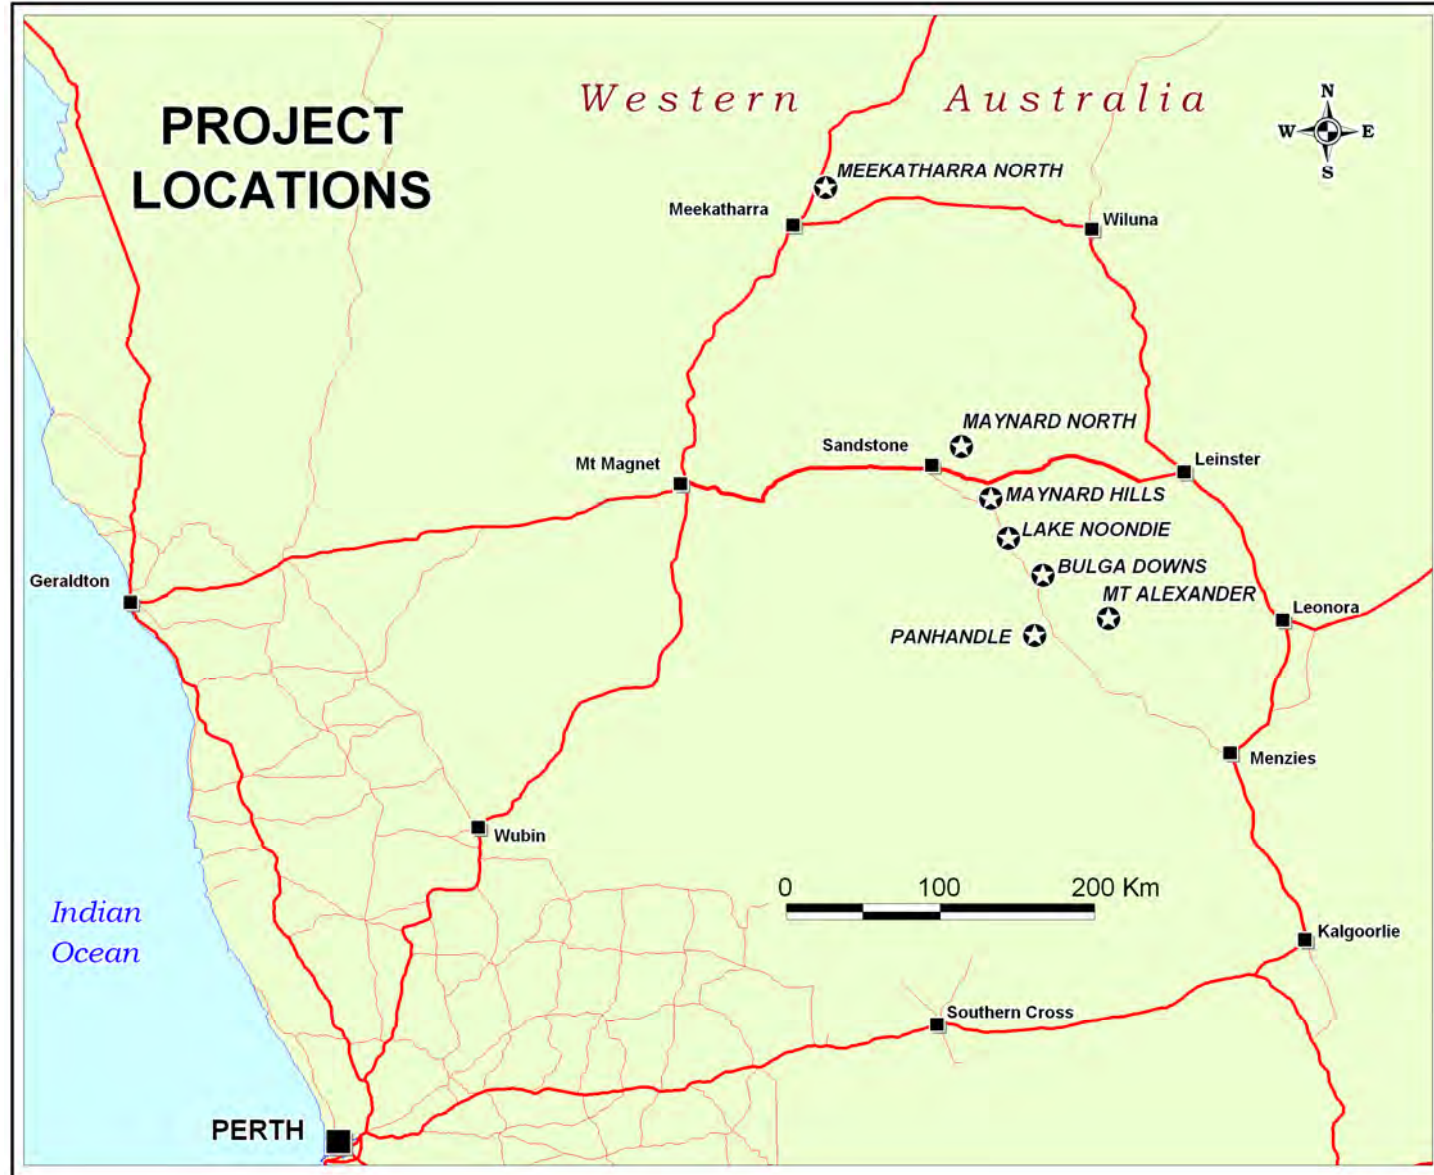 Western Australia
PROJECT
LOCATIONS
N
W E
S
MEEKATHARRA NORTH
Meekatharra
Wiluna
MAYNARD NORTH
Sandstone
Mt Magnet
Leinster
MAYNARD HILLS
LAKE NOONDIE
BULGA DOWNS
Geraldton
MT ALEXANDER
Leonora
PANHANDLE
Menzies
Wubin
0 100 200 Km
Indian
Ocean
Kalgoorlie
Southern Cross
PERTH